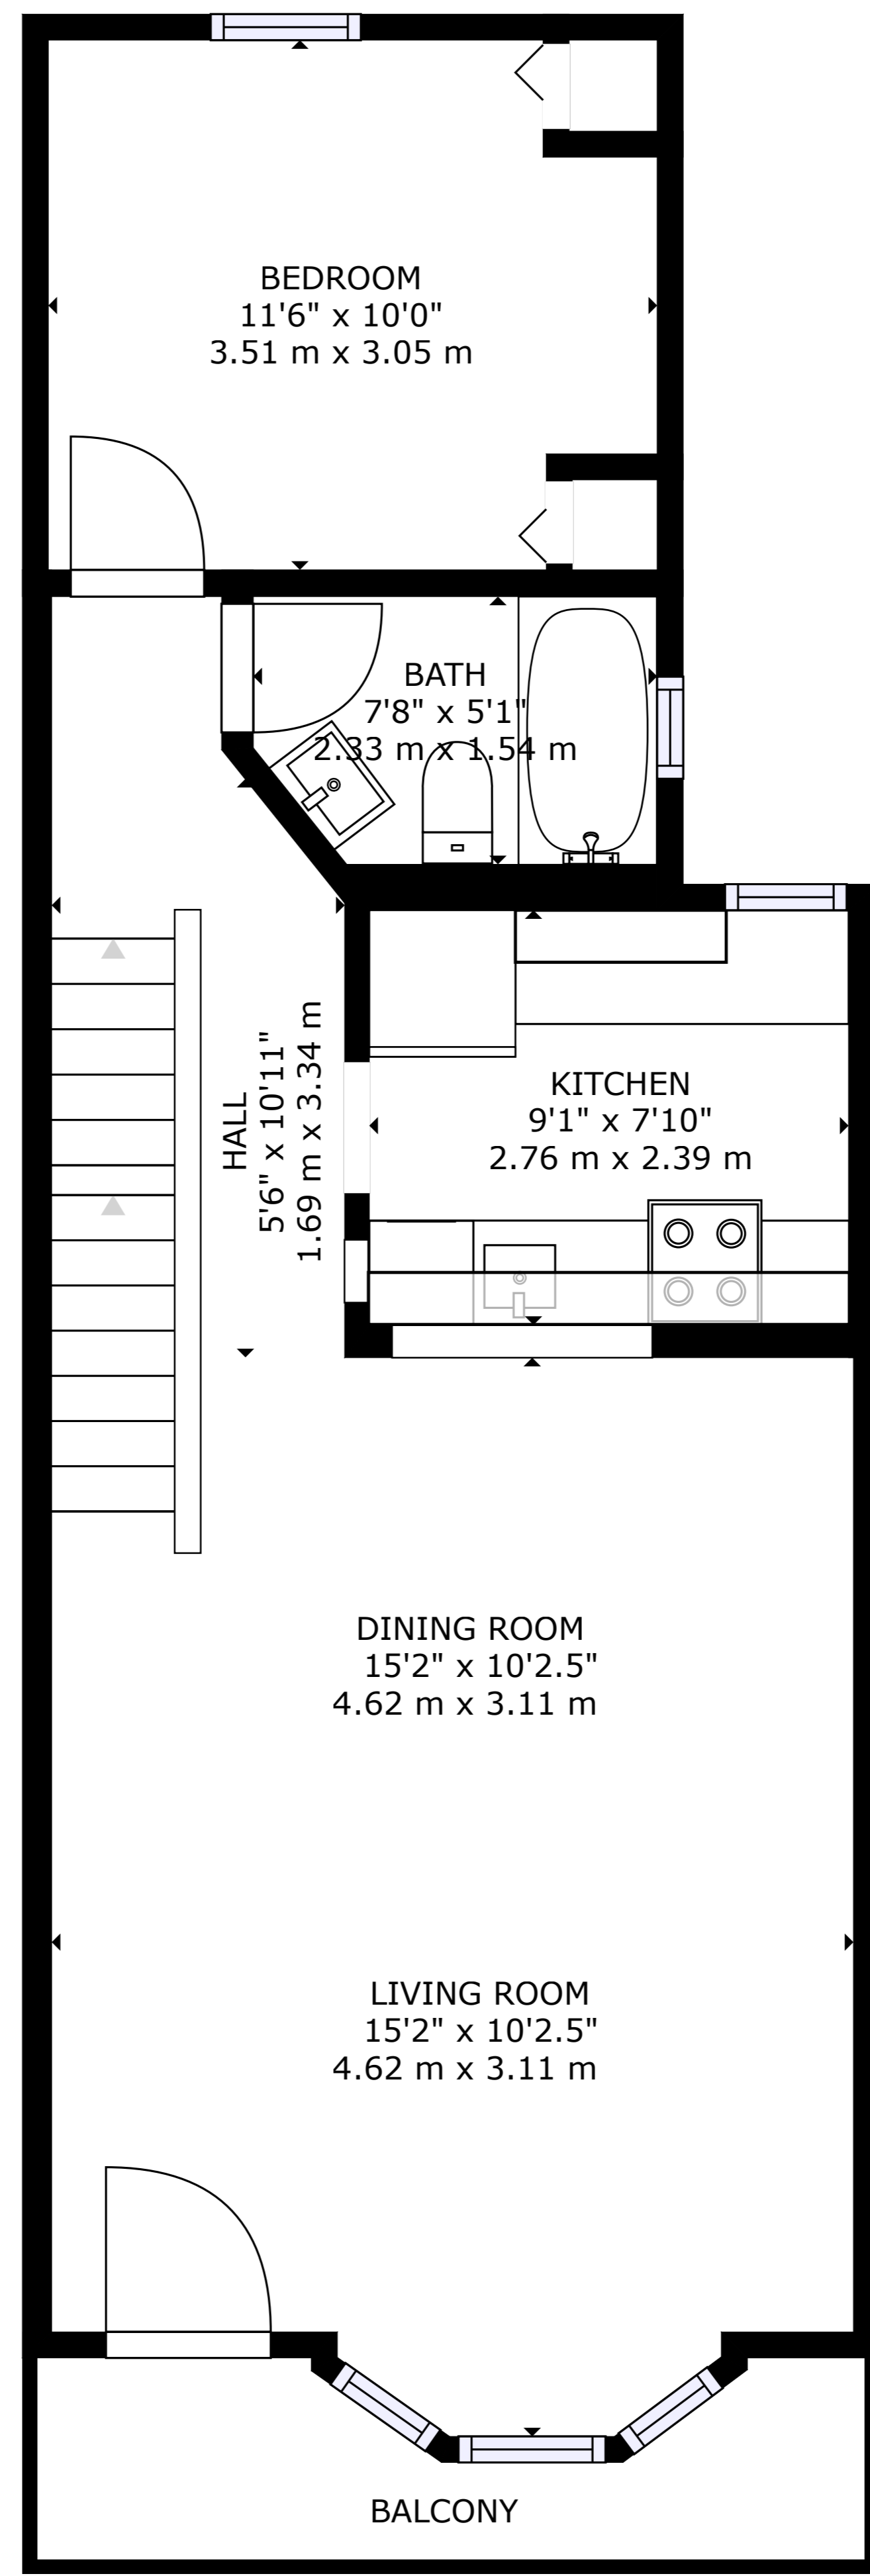 BEDROOM
11'6" x 10'0"
3.51 m x 3.05 m
BATH
7'8" x 5'1"
2.33 m x 1.54 m
HALL
5'6" x 10'11"
1.69 m x 3.34 m
KITCHEN
9'1" x 7'10"
2.76 m x 2.39 m
DINING ROOM
15'2" x 10'2.5"
4.62 m x 3.11 m
LIVING ROOM
15'2" x 10'2.5"
4.62 m x 3.11 m
BALCONY